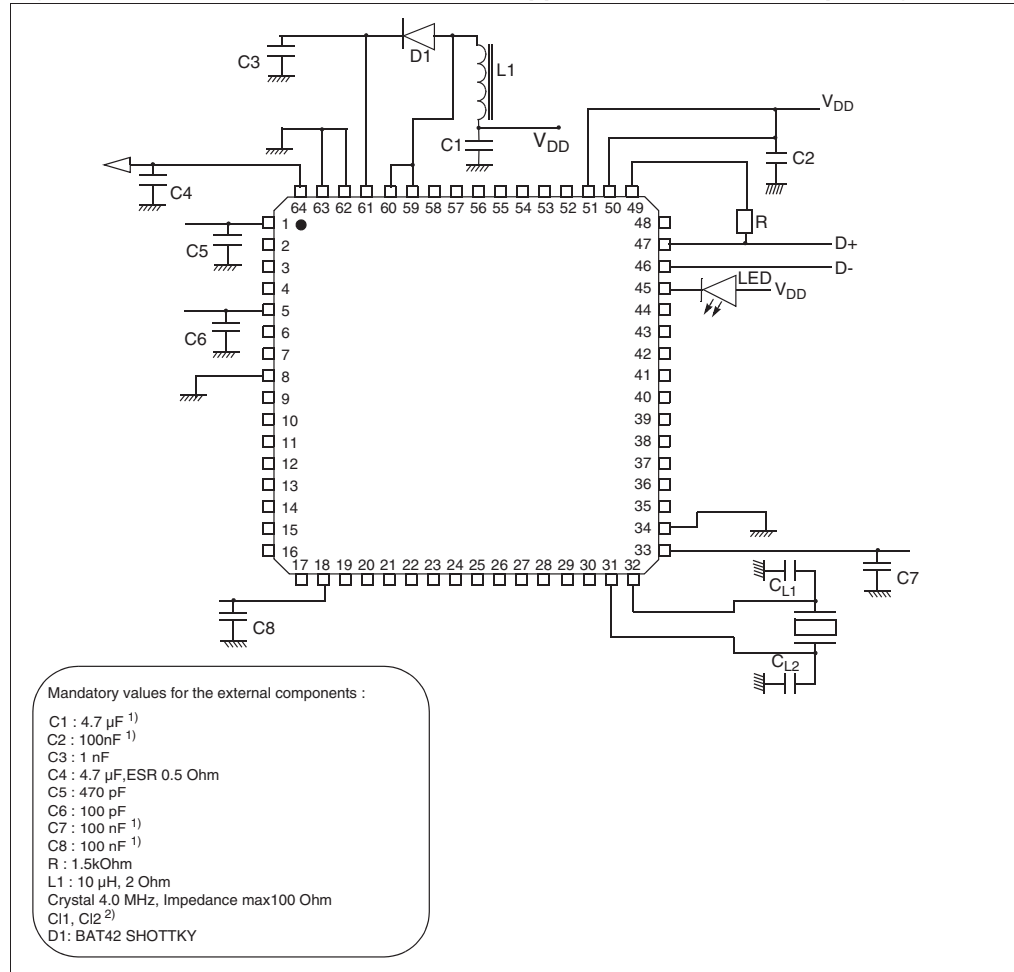 C3
D1
L1
C1
VDD
VDD
C2
C4
64 63 62 61 60 59 58 57 56 55 54 53 52 51 50 49
R
D+
D-
LED
VDD
C5
C6
1
2
3
4
5
6
7
8
9
10
11
12
13
14
15
16
48
47
46
45
44
43
42
41
40
39
38
37
36
35
34
33
17 18 19 20 21 22 23 24 25 26 27 28 29 30 31 32
C8
CL1
C7
CL2
Mandatory values for the external components :
C1 : 4.7 µF 1)
C2 : 100nF 1)
C3 : 1 nF
C4 : 4.7 µF,ESR 0.5 Ohm
C5 : 470 pF
C6 : 100 pF
C7 : 100 nF 1)
C8 : 100 nF 1)
R : 1.5kOhm
L1 : 10 µH, 2 Ohm
Crystal 4.0 MHz, Impedance max100 Ohm
Cl1, Cl2 2)
D1: BAT42 SHOTTKY